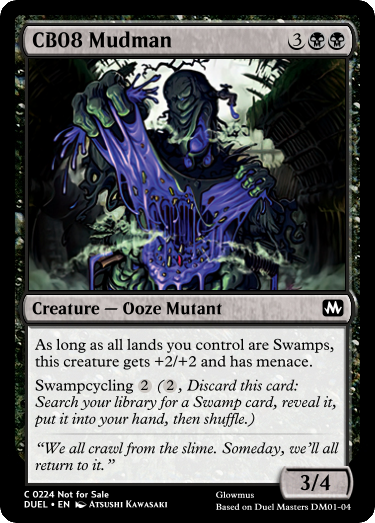 CB08 Mudman 3
Creature — Ooze Mutant
As long as all lands you control are Swamps,
this creature gets +2/+2 and has menace.
Swampcycling 2 (2, Discard this card:
Search your library for a Swamp card, reveal it,
put it into your hand, then shuffle.)
“We all crawl from the slime. Someday, we’ll all
return to it.”
3/4
C 0224 Not for Sale
DUEL • EN Atsushi Kawasaki
Glowmus
Based on Duel Masters DM01-04